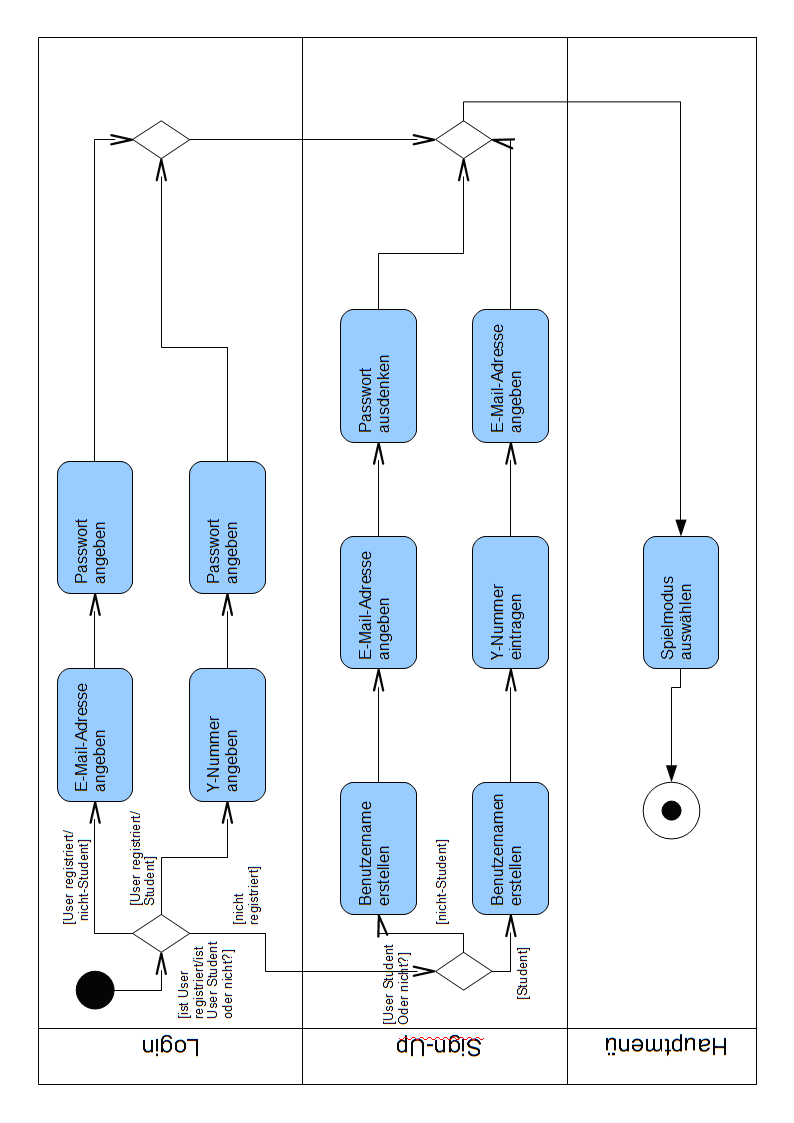 Login
[ist User
registriert/ist
User Student
oder nicht?]
[User registriert/
nicht-Student]
[User registriert/
Student]
[nicht
registriert]
E-Mail-Adresse
angeben
Passwort
angeben
Y-Nummer
angeben
Passwort
angeben
Sign-Up
[User Student
Oder nicht?]
[nicht-Student]
[Student]
Benutzername
erstellen
E-Mail-Adresse
angeben
Passwort
ausdenken
Benutzernamen
erstellen
Y-Nummer
eintragen
E-Mail-Adresse
angeben
Hauptmenü
Spielmodus
auswählen